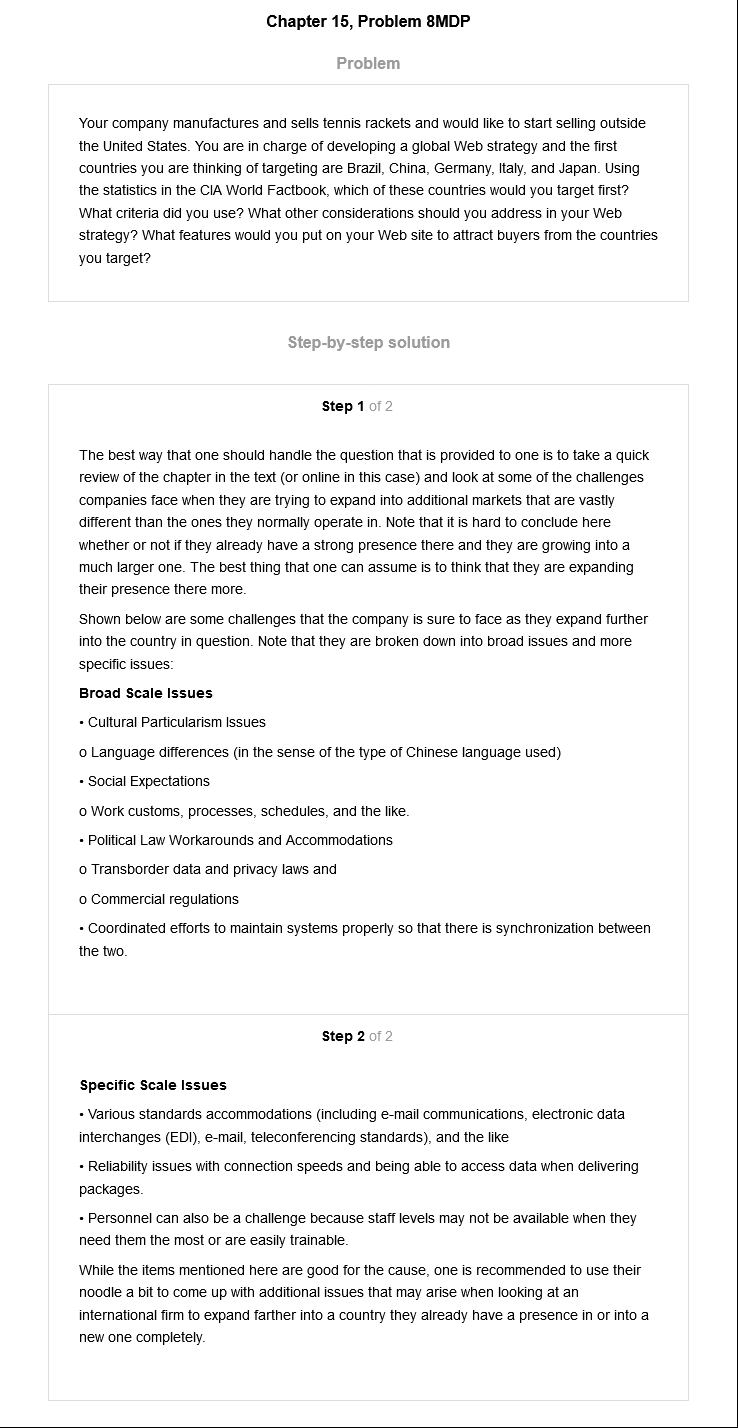 Chapter 15, Problem 8MDP
Problem
Your company manufactures and sells tennis rackets and would like to start selling outside
the United States. You are in charge of developing a global Web strategy and the first
countries you are thinking of targeting are Brazil, China, Germany, Italy, and Japan. Using
the statistics in the CIA World Factbook, which of these countries would you target first?
What criteria did you use? What other considerations should you address in your Web
strategy? What features would you put on your Web site to attract buyers from the countries
you target?
Step-by-step solution
Step 1 of 2
The best way that one should handle the question that is provided to one is to take a quick
review of the chapter in the text (or online in this case) and look at some of the challenges
companies face when they are trying to expand into additional markets that are vastly
different than the ones they normally operate in. Note that it is hard to conclude here
whether or not if they already have a strong presence there and they are growing into a
much larger one. The best thing that one can assume is to think that they are expanding
their presence there more.
Shown below are some challenges that the company is sure to face as they expand further
into the country in question. Note that they are broken down into broad issues and more
specific issues:
Broad Scale Issues
• Cultural Particularism Issues
o Language differences (in the sense of the type of Chinese language used)
• Social Expectations
o Work customs, processes, schedules, and the like.
• Political Law Workarounds and Accommodations
o Transborder data and privacy laws and
o Commercial regulations
• Coordinated efforts to maintain systems properly so that there is synchronization between
the two.
Step 2 of 2
Specific Scale Issues
• Various standards accommodations (including e-mail communications, electronic data
interchanges (EDI), e-mail, teleconferencing standards), and the like
• Reliability issues with connection speeds and being able to access data when delivering
packages.
• Personnel can also be a challenge because staff levels may not be available when they
need them the most or are easily trainable.
While the items mentioned here are good for the cause, one is recommended to use their
noodle a bit to come up with additional issues that may arise when looking at an
international firm to expand farther into a country they already have a presence in or into a
new one completely.